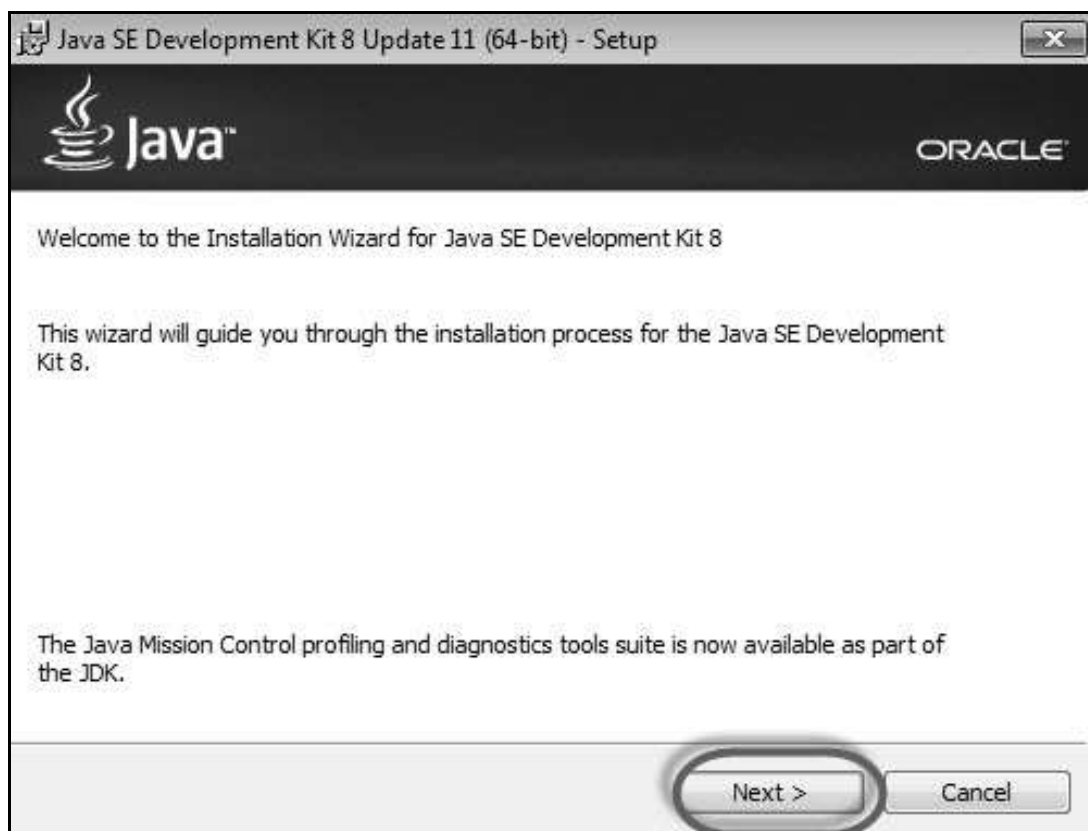 Java SE Development Kit 8 Update 11 (64-bit) - Setup
Java™
ORACLE®
Welcome to the Installation Wizard for Java SE Development Kit 8
This wizard will guide you through the installation process for the Java SE Development
Kit 8.
The Java Mission Control profiling and diagnostics tools suite is now available as part of
the JDK.
Next >
Cancel